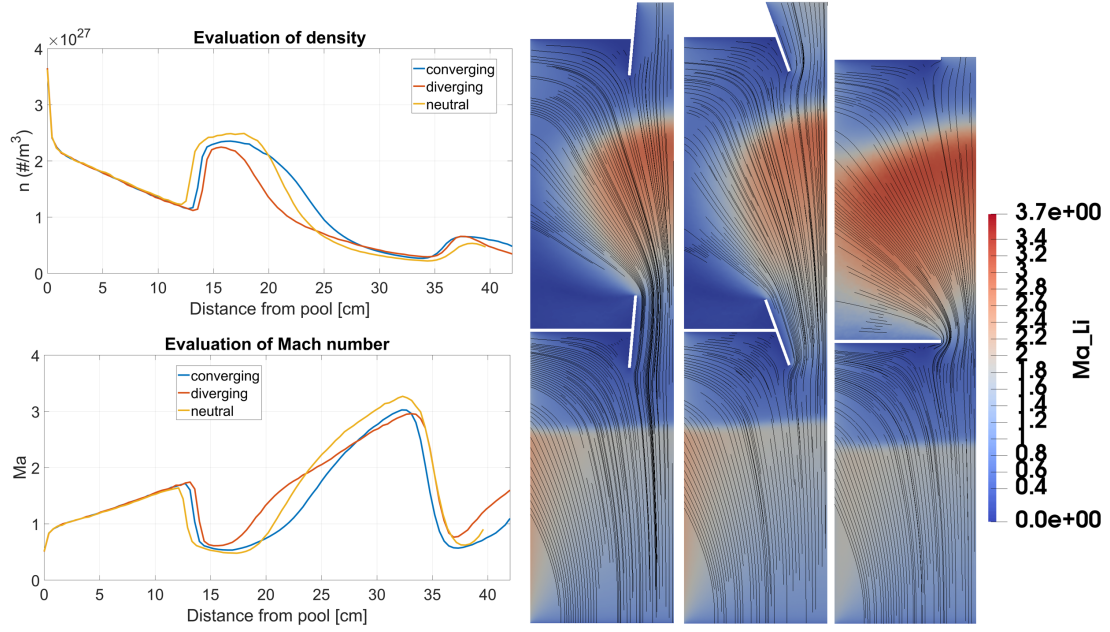 ×10^27
Evaluation of density
4
3
2
1
0
n (#/m^3)
converging
diverging
neutral
0 5 10 15 20 25 30 35 40
Distance from pool [cm]
Evaluation of Mach number
4
3
2
1
0
Ma
converging
diverging
neutral
0 5 10 15 20 25 30 35 40
Distance from pool [cm]
3.7e+00
3.4
3.2
3
2.8
2.6
2.4
2.2
2
1.8
1.6
1.4
1.2
1
0.8
0.6
0.4
0.0e+00
Ma_Li